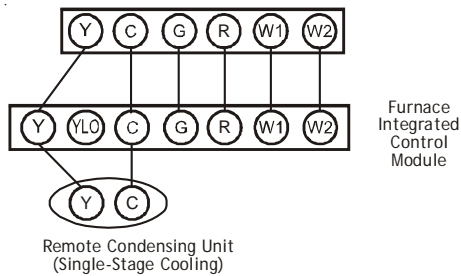 Y C G R W1 W2
Y YLO C G R W1 W2
Furnace
Integrated
Control
Module
Y C
Remote Condensing Unit
(Single-Stage Cooling)